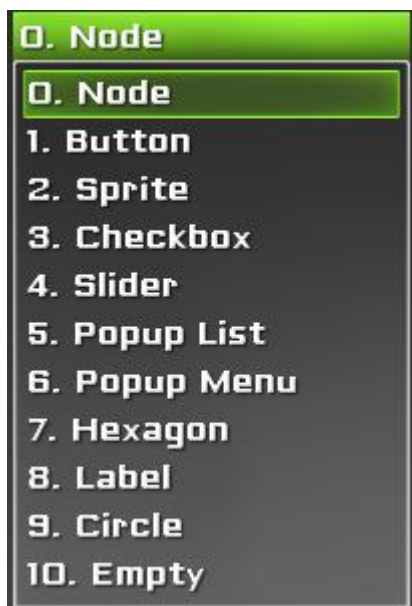 0. Node
0. Node
1. Button
2. Sprite
3. Checkbox
4. Slider
5. Popup List
6. Popup Menu
7. Hexagon
8. Label
9. Circle
10. Empty